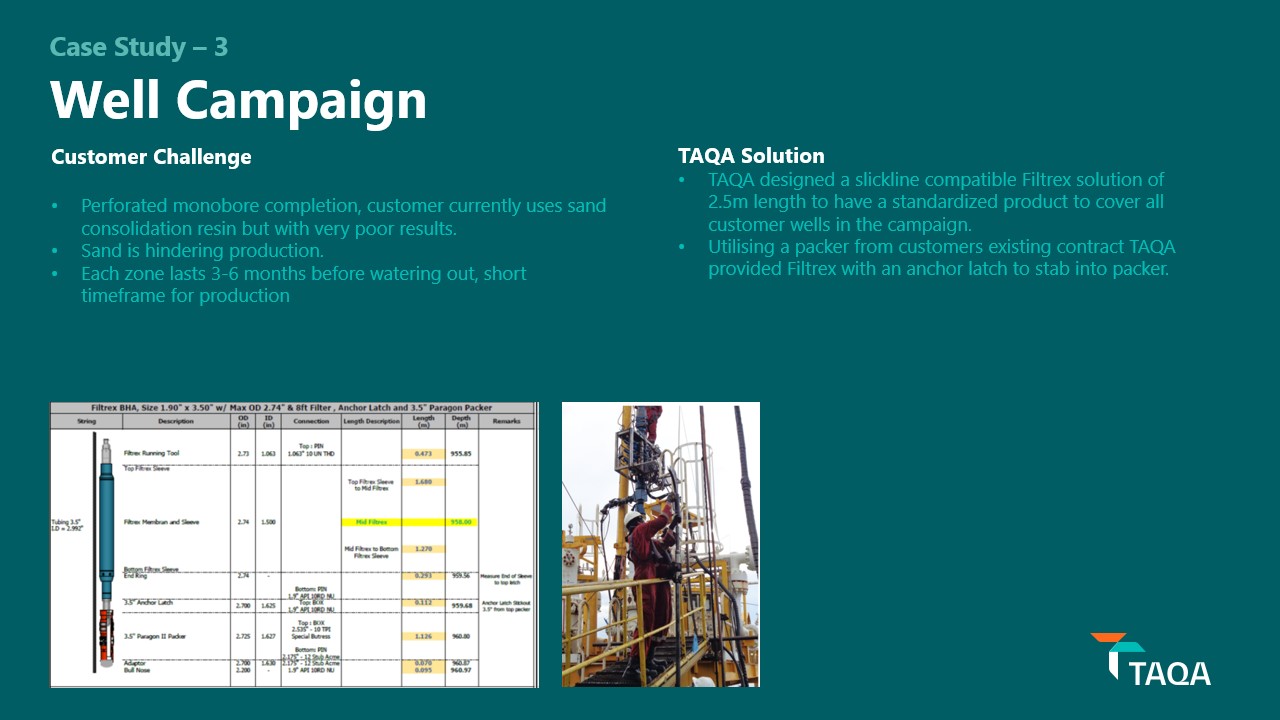 Case Study – 3
Well Campaign
Customer Challenge
• Perforated monobore completion, customer currently uses sand
consolidation resin but with very poor results.
• Sand is hindering production.
• Each zone lasts 3-6 months before watering out, short
timeframe for production
TAQA Solution
• TAQA designed a slickline compatible Filtrex solution of
2.5m length to have a standardized product to cover all
customer wells in the campaign.
• Utilising a packer from customers existing contract TAQA
provided Filtrex with an anchor latch to stab into packer.
Filtrex BHA, Size 1.90" x 3.50" w/ Max OD 2.74" & 8ft Filter , Anchor Latch and 3.5" Paragon Packer
String Description OD (in) ID (in) Connection Length Description Length (m) Depth (m) Remarks
Top : PIN
Filtrex Running Tool 2.73 1.063 1.063" 10 UN THD 0.473 955.85
Top Filtrex Sleeve
Top Filtrex Sleeve
to Mid Filtrex 1.680
Tubing 3.5"
I.D = 2.992"
Filtrex Membran and Sleeve 2.74 1.500 Mid Filtrex 958.00
Mid Filtrex to Bottom
Filtrex Sleeve 1.270
Bottom Filtrex Sleeve
End Ring 2.74 - 0.293 959.56 Measure End of Sleeve
to top latch
Bottom: PIN
1.9" API 10RD NU
3.5" Anchor Latch 2.700 1.625 Top: BOX
1.9" API 10RD NU 0.112 959.68 Anchor Latch Stickout
3.5" from top packer
Top : BOX
2.535" - 10 TPI
3.5" Paragon II Packer 2.725 1.627 Special Butress 1.126 960.80
Bottom: PIN
2.175" - 12 Stub Acme
Adaptor 2.700 1.630 2.175" - 12 Stub Acme 0.070 960.87
Bull Nose 2.200 - 1.9" API 10RD NU 0.095 960.97
TAQA